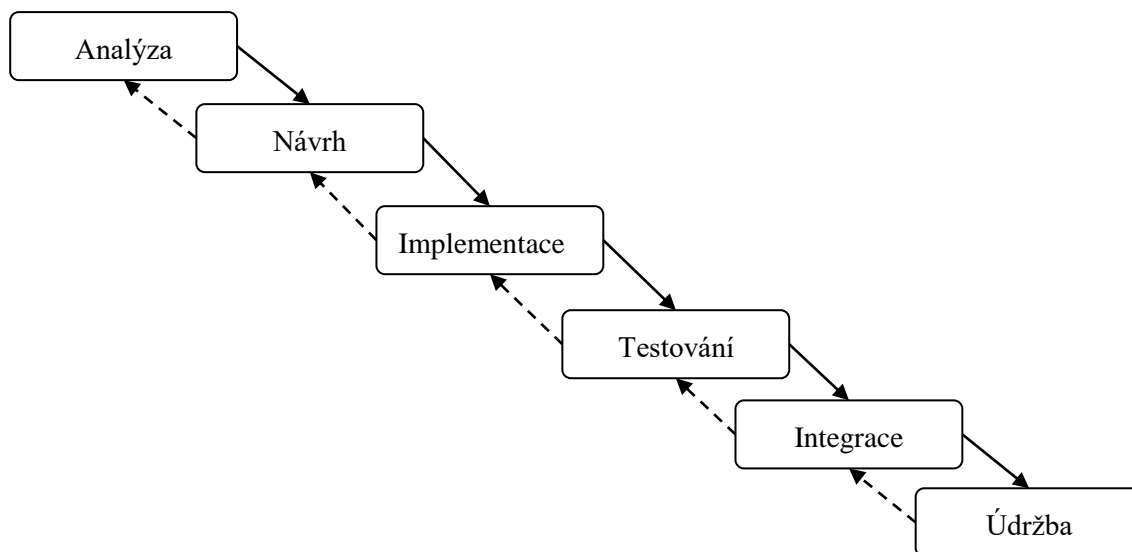 Analýza
Návrh
Implementace
Testování
Integrace
Údržba